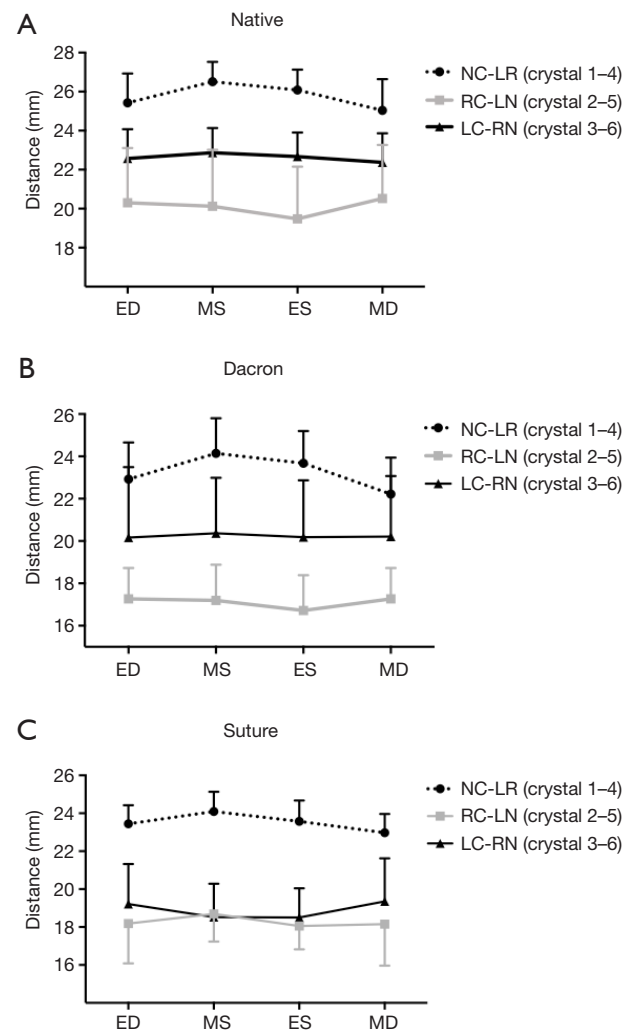 A
Native
28
26
24
22
20
18
Distance (mm)
ED MS ES MD
NC-LR (crystal 1–4)
RC-LN (crystal 2–5)
LC-RN (crystal 3–6)
B
Dacron
26
24
22
20
18
16
Distance (mm)
ED MS ES MD
NC-LR (crystal 1–4)
RC-LN (crystal 2–5)
LC-RN (crystal 3–6)
C
Suture
26
24
22
20
18
16
Distance (mm)
ED MS ES MD
NC-LR (crystal 1–4)
RC-LN (crystal 2–5)
LC-RN (crystal 3–6)